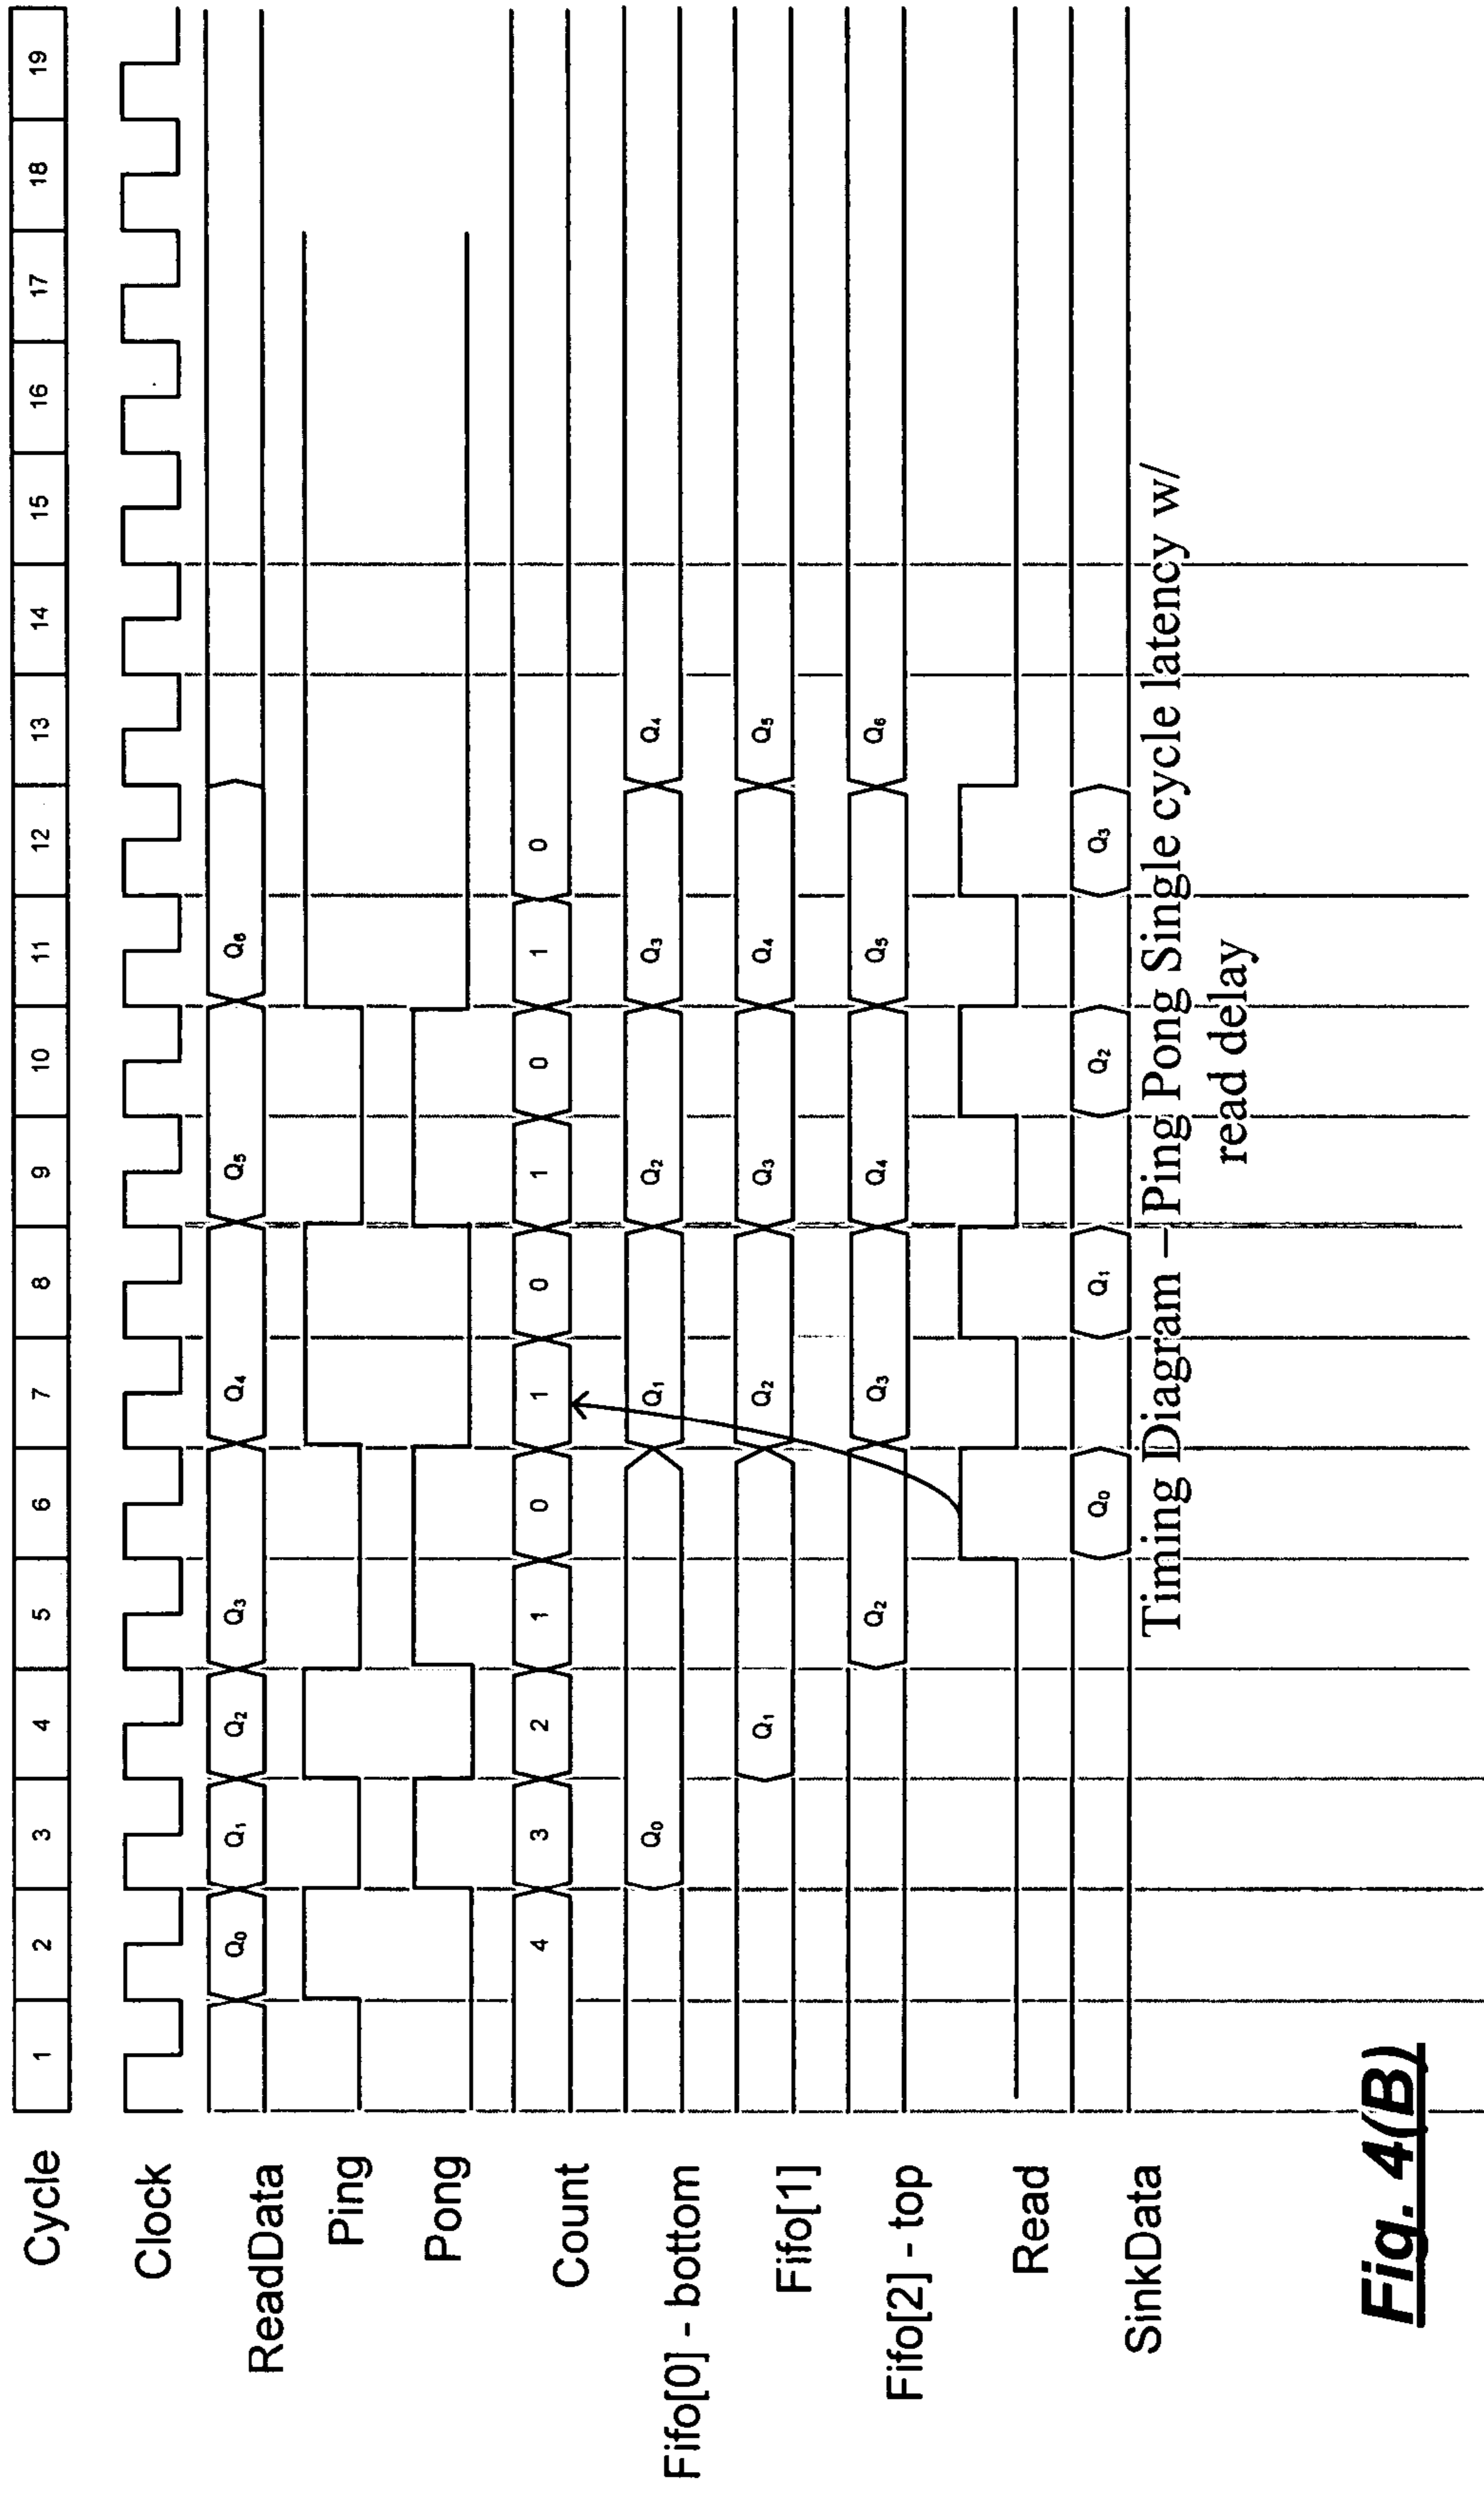 Cycle 1 2 3 4 5 6 7 8 9 10 11 12 13 14 15 16 17 18 19
Clock
ReadData Q0 Q1 Q2 Q3 Q4 Q5 Q6
Ping
Pong
Count 4 3 2 1 0 1 0 1 0 1 0 1 0
Fifo[0] - bottom Q0 Q1 Q2 Q3 Q4
Fifo[1] Q1 Q2 Q3 Q4 Q5
Fifo[2] - top Q2 Q3 Q4 Q5 Q6
Read
SinkData Q0 Q1 Q2 Q3
Timing Diagram – Ping Pong Single cycle latency w/
read delay
Fig. 4(B)